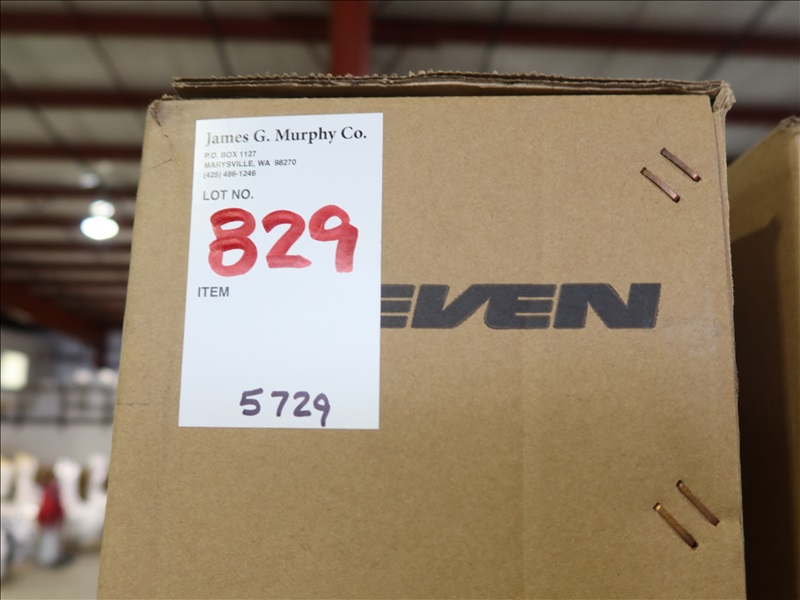 James G. Murphy Co.
P.O. BOX 1127
MARYSVILLE, WA 98270
(425) 486-1246
LOT NO.
829
ITEM
5729
EVEN